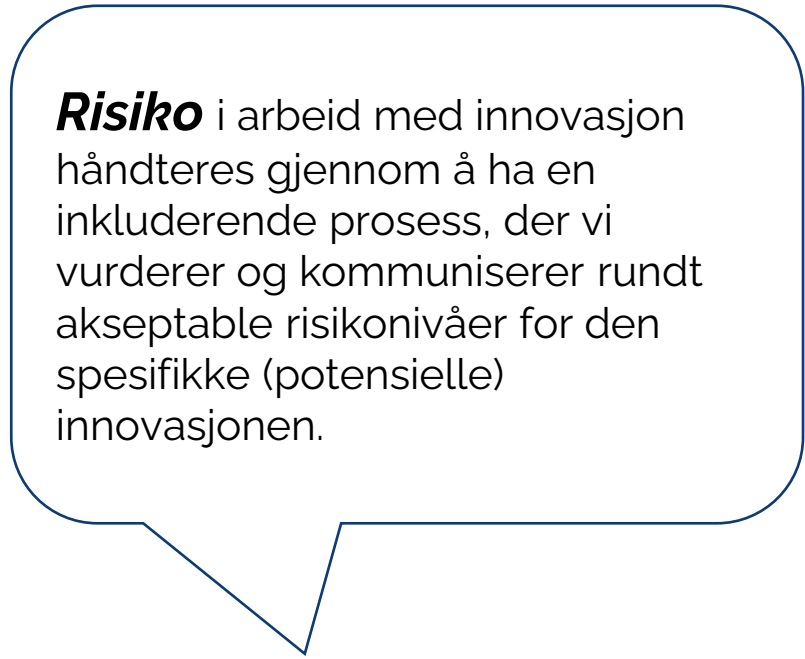 Risiko i arbeid med innovasjon
håndteres gjennom å ha en
inkluderende prosess, der vi
vurderer og kommuniserer rundt
akseptable risikonivåer for den
spesifikke (potensielle)
innovasjonen.